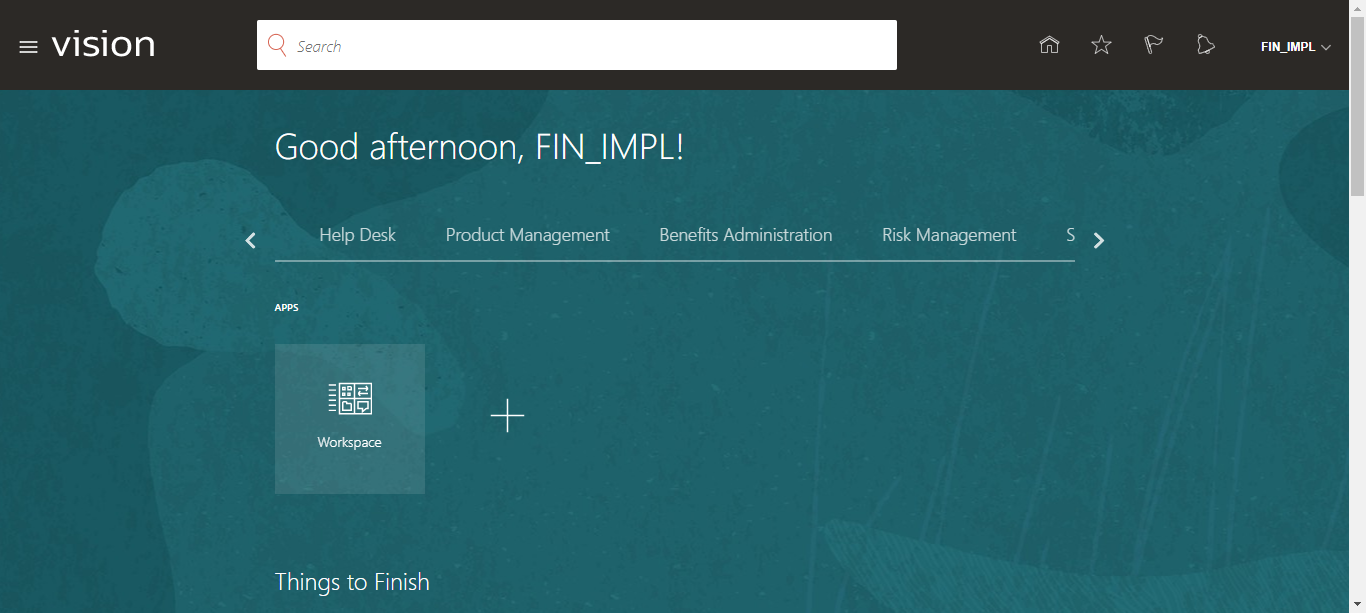 vision
Search
FIN_IMPL
Good afternoon, FIN_IMPL!
Help Desk Product Management Benefits Administration Risk Management S
APPS
Workspace
Things to Finish